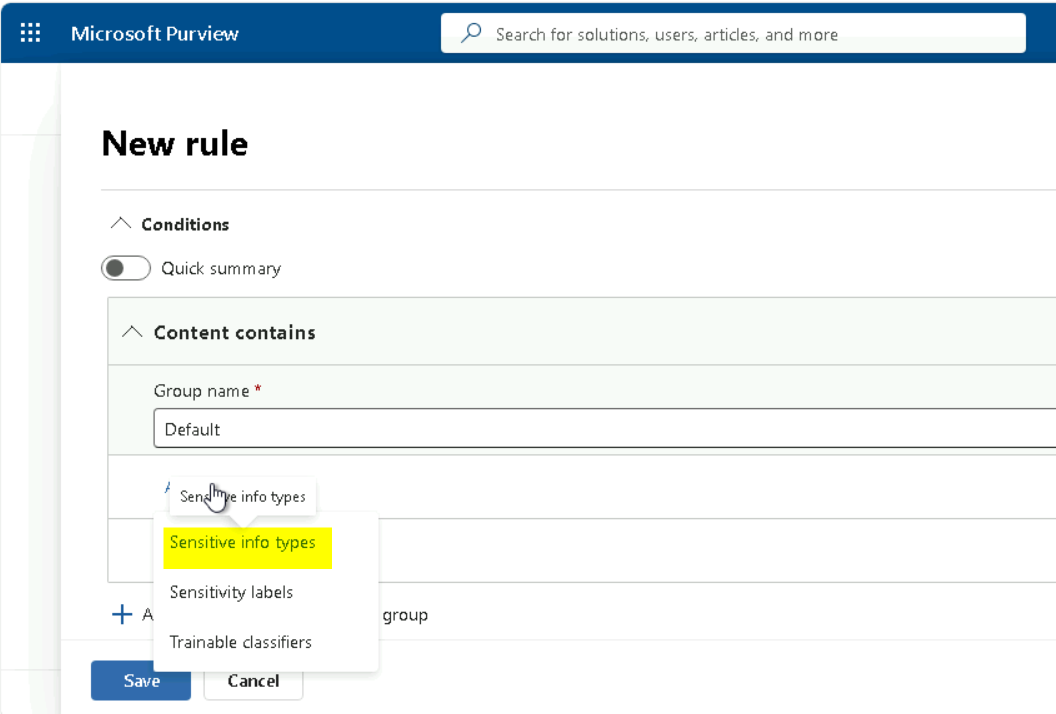 Microsoft Purview
Search for solutions, users, articles, and more
New rule
Conditions
Quick summary
Content contains
Group name *
Default
A
Sensitive info types
Sensitive info types
Sensitivity labels
A group
Trainable classifiers
Save Cancel